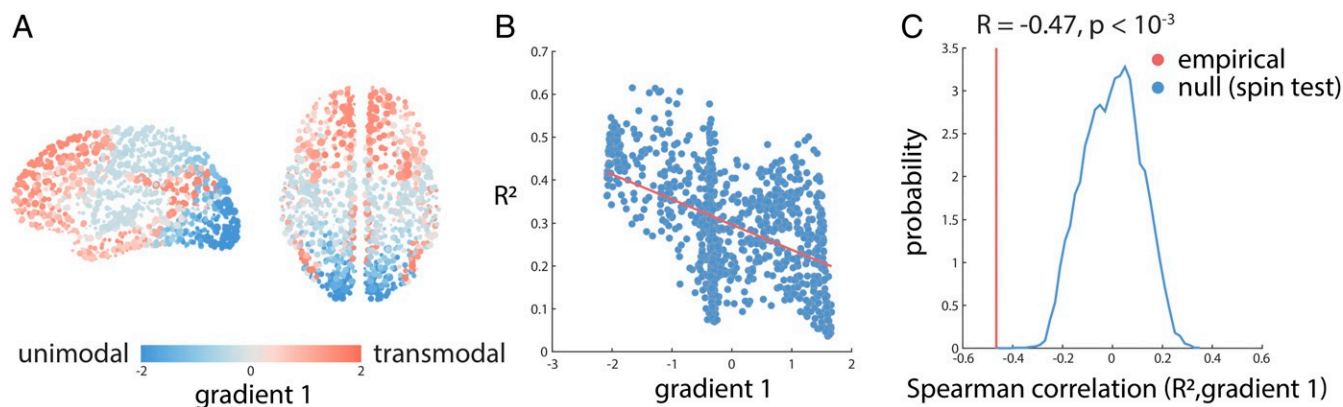 A
unimodal
transmodal
-2
0
2
gradient 1
B
R²
0.7
0.6
0.5
0.4
0.3
0.2
0.1
0
-3
-2
-1
0
1
2
gradient 1
C
R = -0.47, p < 10⁻³
empirical
null (spin test)
probability
3.5
3
2.5
2
1.5
1
0.5
0
-0.6
-0.4
-0.2
0
0.2
0.4
0.6
Spearman correlation (R²,gradient 1)